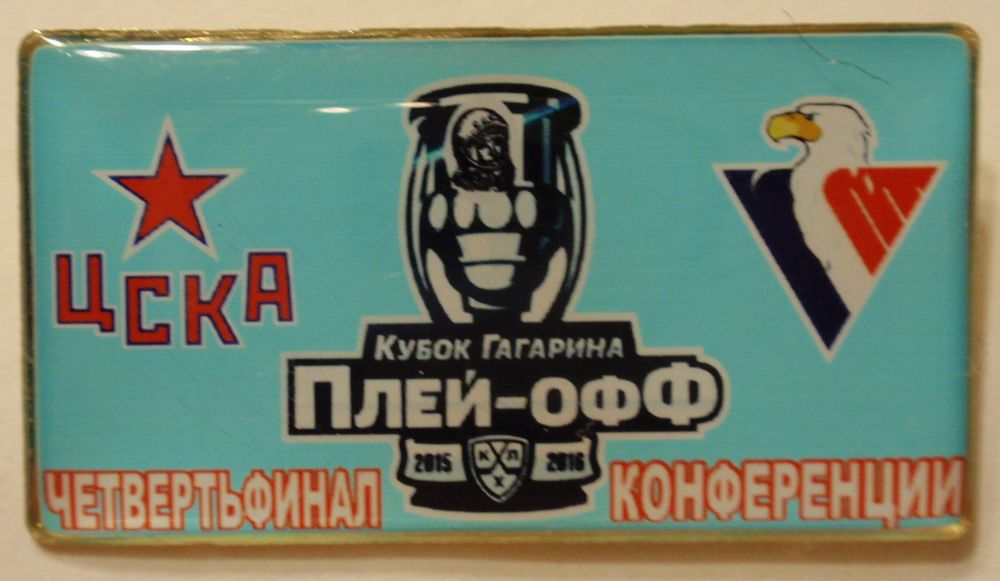 ЦСКА
КУБОК ГАГАРИНА
ПЛЕЙ-ОФФ
2015 КХЛ 2016
ЧЕТВЕРТЬФИНАЛ КОНФЕРЕНЦИИ